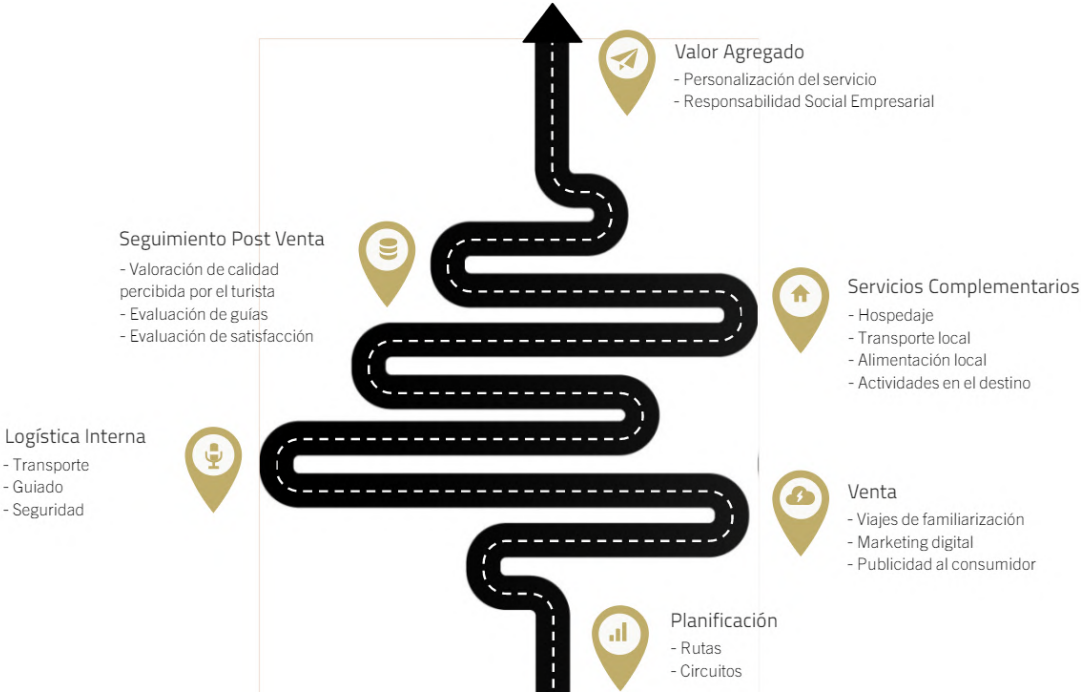 Valor Agregado
- Personalización del servicio
- Responsabilidad Social Empresarial
Seguimiento Post Venta
- Valoración de calidad
percibida por el turista
- Evaluación de guías
- Evaluación de satisfacción
Servicios Complementarios
- Hospedaje
- Transporte local
- Alimentación local
- Actividades en el destino
Logística Interna
- Transporte
- Guiado
- Seguridad
Venta
- Viajes de familiarización
- Marketing digital
- Publicidad al consumidor
Planificación
- Rutas
- Circuitos